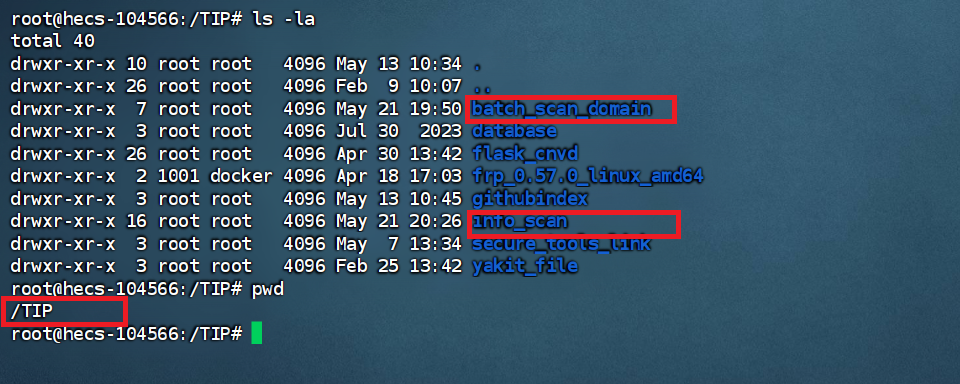 root@hecs-104566:/TIP# ls -la
total 40
drwxr-xr-x 10 root root   4096 May 13 10:34 .
drwxr-xr-x 26 root root   4096 Feb  9 10:07 ..
drwxr-xr-x  7 root root   4096 May 21 19:50 batch_scan_domain
drwxr-xr-x  3 root root   4096 Jul 30  2023 database
drwxr-xr-x 26 root root   4096 Apr 30 13:42 flask_cnvd
drwxr-xr-x  2 1001 docker 4096 Apr 18 17:03 frp_0.57.0_linux_amd64
drwxr-xr-x  3 root root   4096 May 13 10:45 githubindex
drwxr-xr-x 16 root root   4096 May 21 20:26 info_scan
drwxr-xr-x  3 root root   4096 May  7 13:34 secure_tools_link
drwxr-xr-x  3 root root   4096 Feb 25 13:42 yakit_file
root@hecs-104566:/TIP# pwd
/TIP
root@hecs-104566:/TIP#